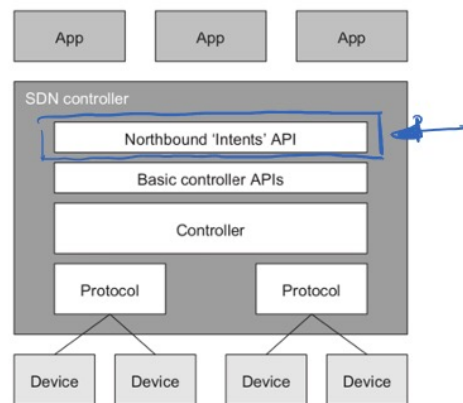 App App App
SDN controller
Northbound ‘Intents’ API
Basic controller APIs
Controller
Protocol Protocol
Device Device Device Device